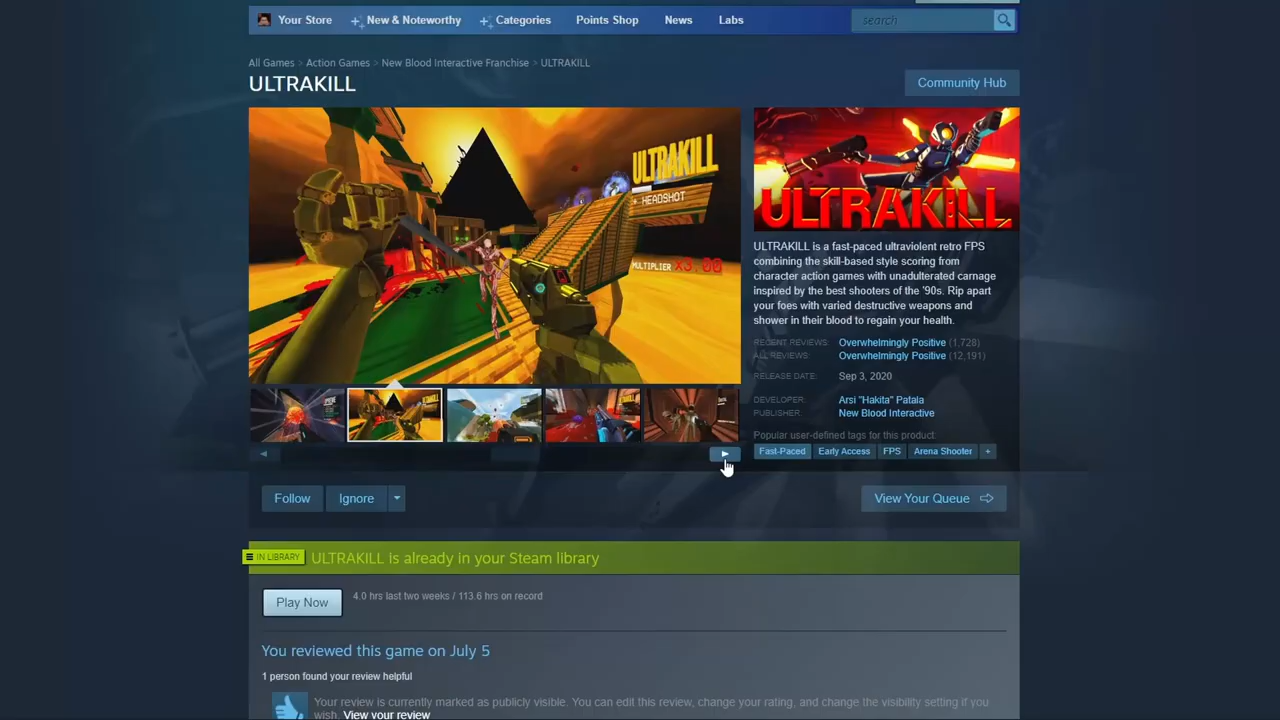 Your Store New & Noteworthy Categories Points Shop News Labs search
All Games > Action Games > New Blood Interactive Franchise > ULTRAKILL
ULTRAKILL
Community Hub
ULTRAKILL
+ HEADSHOT
MULTIPLIER x3.00
ULTRAKILL
ULTRAKILL is a fast-paced ultraviolent retro FPS
combining the skill-based style scoring from
character action games with unadulterated carnage
inspired by the best shooters of the '90s. Rip apart
your foes with varied destructive weapons and
shower in their blood to regain your health.
RECENT REVIEWS: Overwhelmingly Positive (1,728)
ALL REVIEWS: Overwhelmingly Positive (12,191)
RELEASE DATE: Sep 3, 2020
DEVELOPER: Arsi "Hakita" Patala
PUBLISHER: New Blood Interactive
Popular user-defined tags for this product:
Fast-Paced Early Access FPS Arena Shooter +
Follow Ignore
View Your Queue
IN LIBRARY ULTRAKILL is already in your Steam library
Play Now 4.0 hrs last two weeks / 113.6 hrs on record
You reviewed this game on July 5
1 person found your review helpful
Your review is currently marked as publicly visible. You can edit this review, change your rating, and change the visibility setting if you
wish. View your review